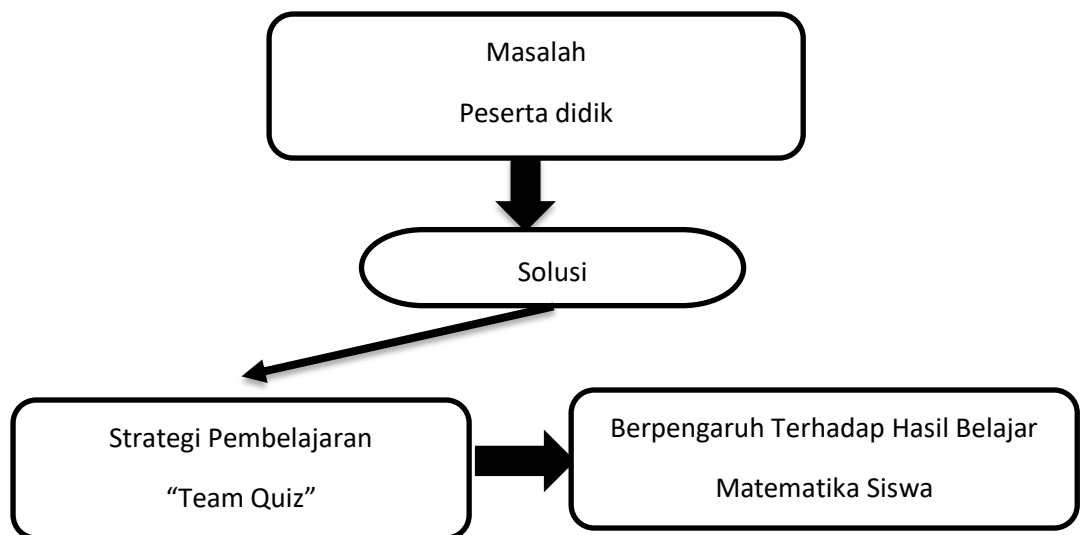 Masalah
Peserta didik
Solusi
Strategi Pembelajaran
“Team Quiz”
Berpengaruh Terhadap Hasil Belajar
Matematika Siswa